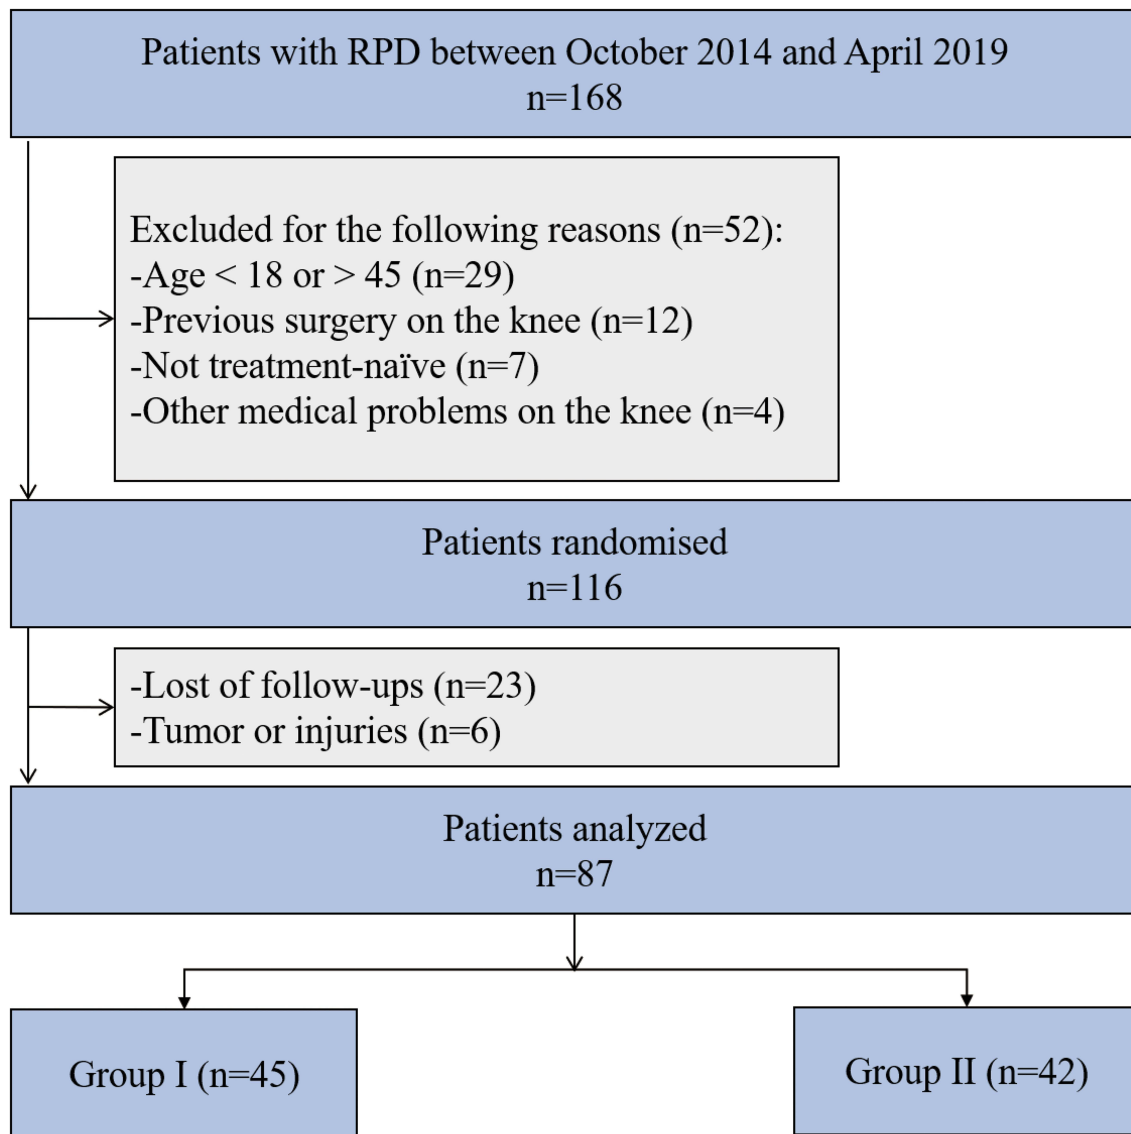 Patients with RPD between October 2014 and April 2019
n=168
Excluded for the following reasons (n=52):
-Age < 18 or > 45 (n=29)
-Previous surgery on the knee (n=12)
-Not treatment-naïve (n=7)
-Other medical problems on the knee (n=4)
Patients randomised
n=116
-Lost of follow-ups (n=23)
-Tumor or injuries (n=6)
Patients analyzed
n=87
Group I (n=45)
Group II (n=42)